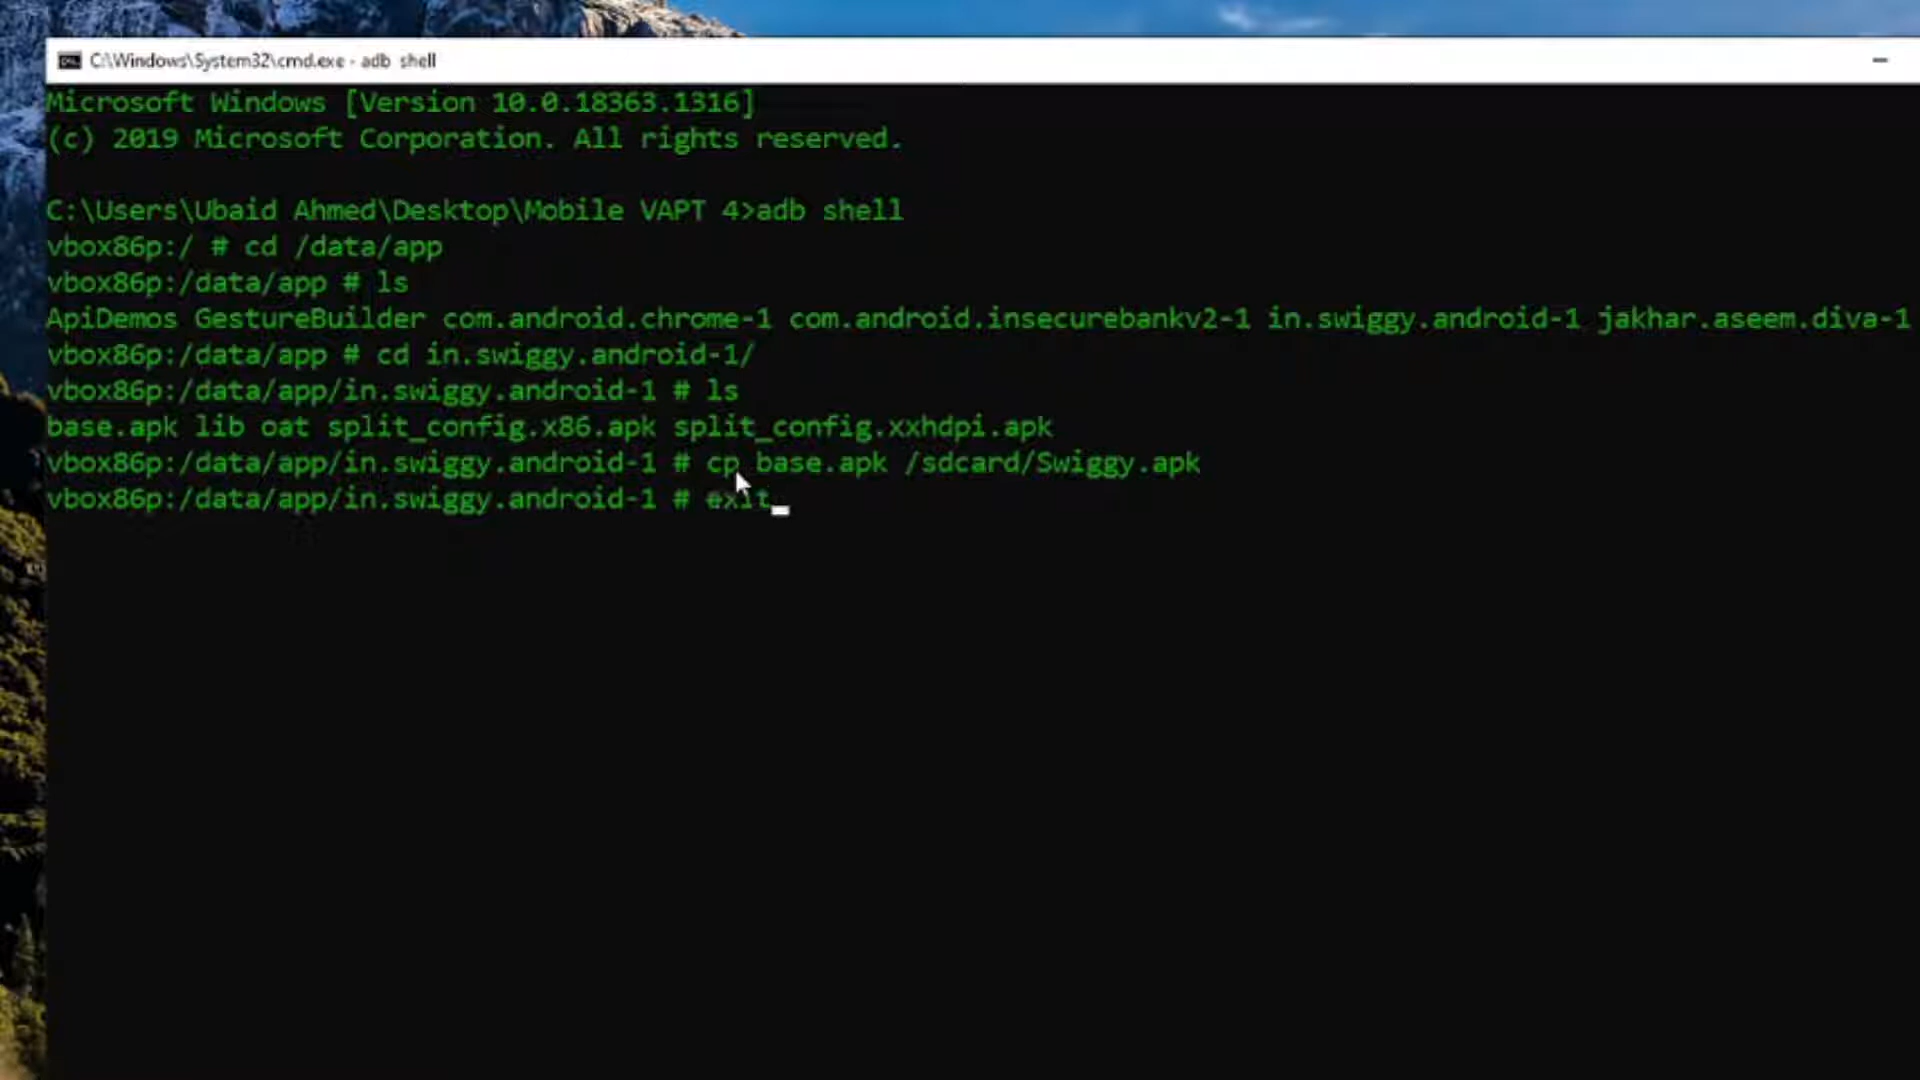 C:\Windows\System32\cmd.exe - adb shell
Microsoft Windows [Version 10.0.18363.1316]
(c) 2019 Microsoft Corporation. All rights reserved.
C:\Users\Ubaid Ahmed\Desktop\Mobile VAPT 4>adb shell
vbox86p:/ # cd /data/app
vbox86p:/data/app # ls
ApiDemos GestureBuilder com.android.chrome-1 com.android.insecurebankv2-1 in.swiggy.android-1 jakhar.aseem.diva-1
vbox86p:/data/app # cd in.swiggy.android-1/
vbox86p:/data/app/in.swiggy.android-1 # ls
base.apk lib oat split_config.x86.apk split_config.xxhdpi.apk
vbox86p:/data/app/in.swiggy.android-1 # cp base.apk /sdcard/Swiggy.apk
vbox86p:/data/app/in.swiggy.android-1 # exit